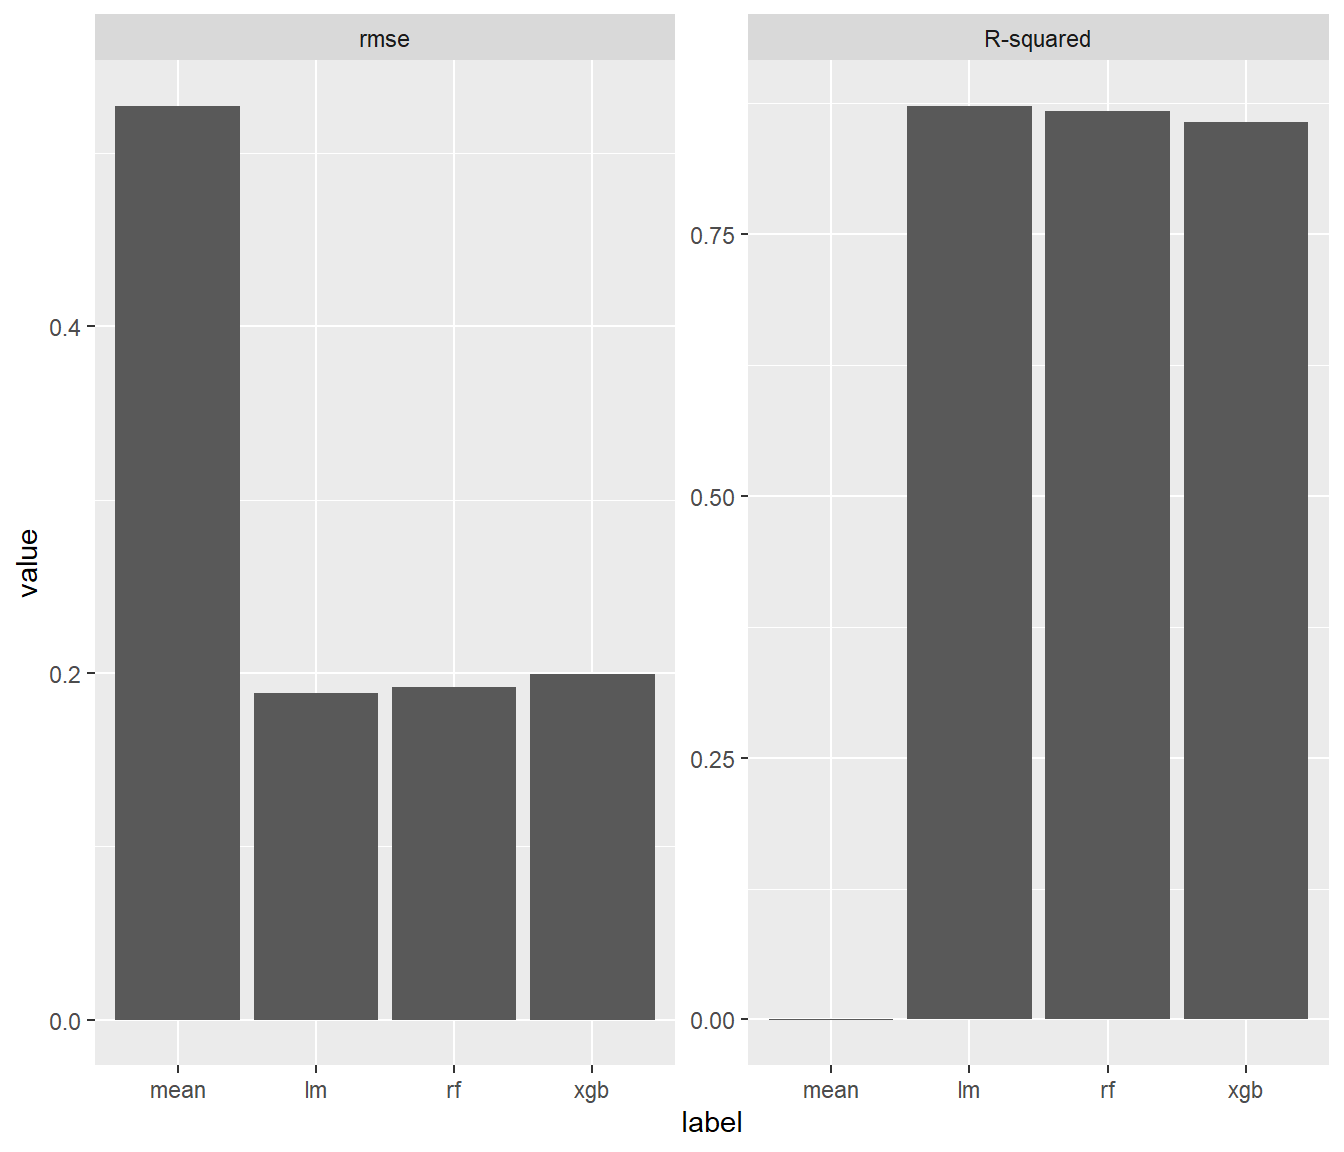 rmse
R-squared
value
0.4
0.2
0.0
0.75
0.50
0.25
0.00
mean lm rf xgb
mean lm rf xgb
label